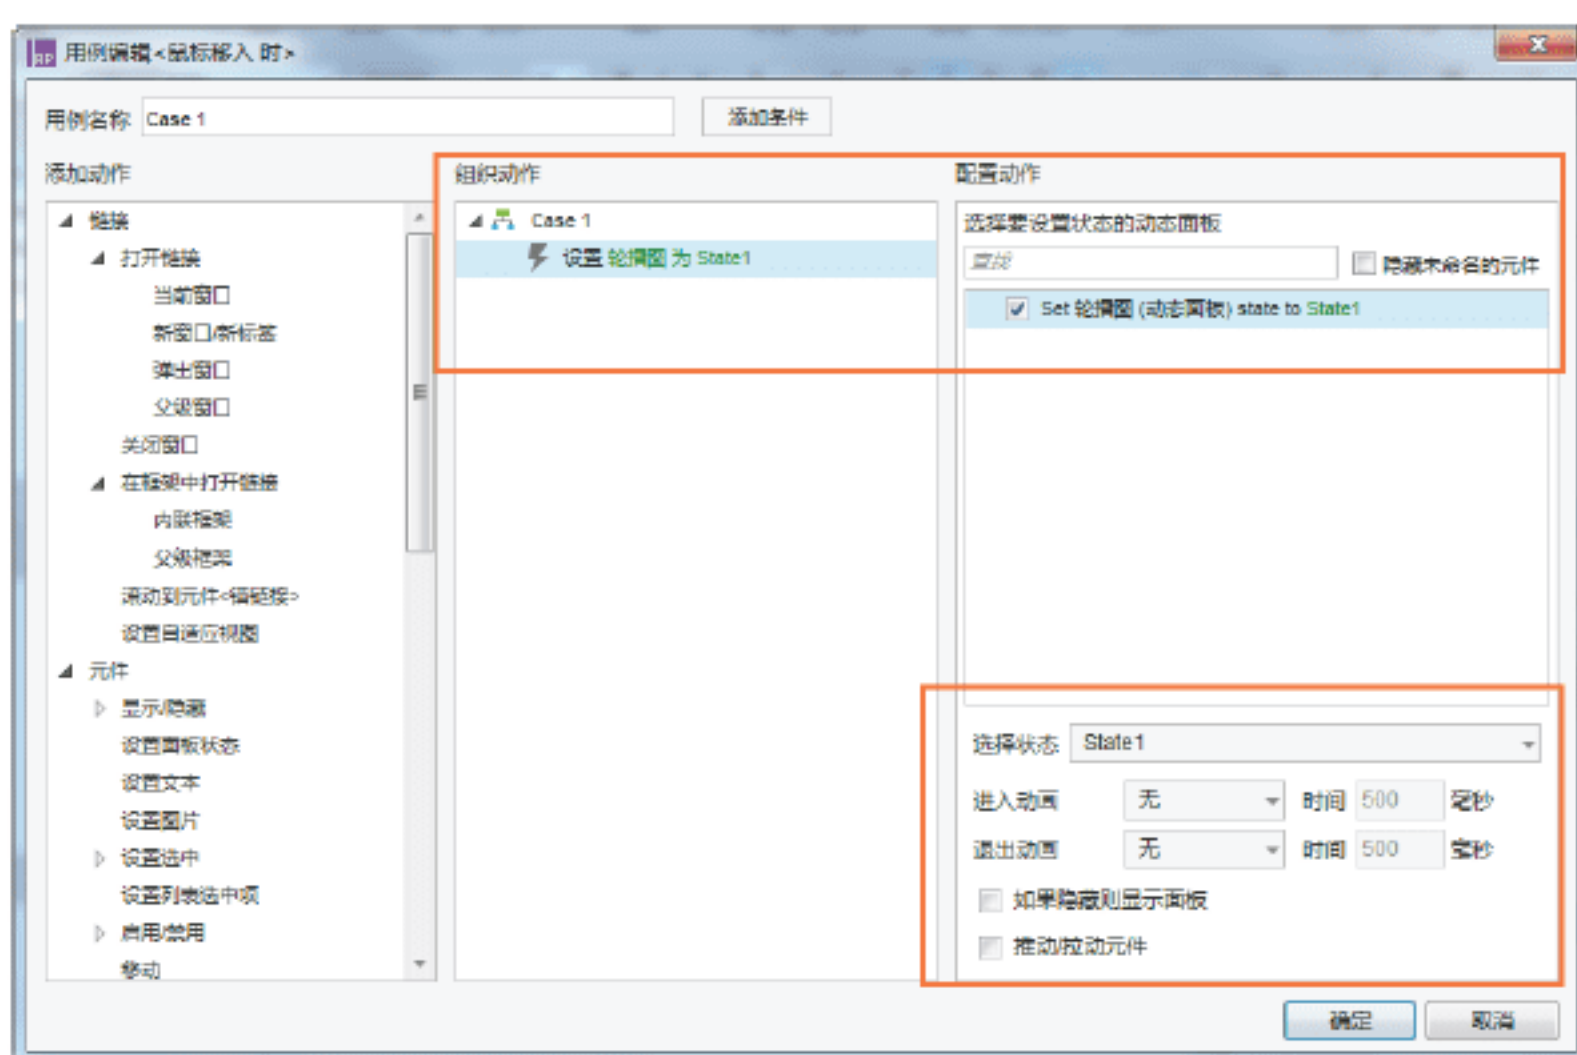 用例编辑<鼠标移入 时>
用例名称 Case 1 添加条件
添加动作
链接
打开链接
当前窗口
新窗口/新标签
弹出窗口
父级窗口
关闭窗口
在框架中打开链接
内联框架
父级框架
滚动到元件<锚链接>
设置自适应视图
元件
显示/隐藏
设置面板状态
设置文本
设置图片
设置选中
设置列表选中项
启用/禁用
移动
组织动作
Case 1
设置 轮播图 为 State1
配置动作
选择要设置状态的动态面板
查找 隐藏未命名的元件
Set 轮播图 (动态面板) state to State1
选择状态 State1
进入动画 无 时间 500 毫秒
退出动画 无 时间 500 毫秒
如果隐藏则显示面板
推动/拉动元件
确定 取消